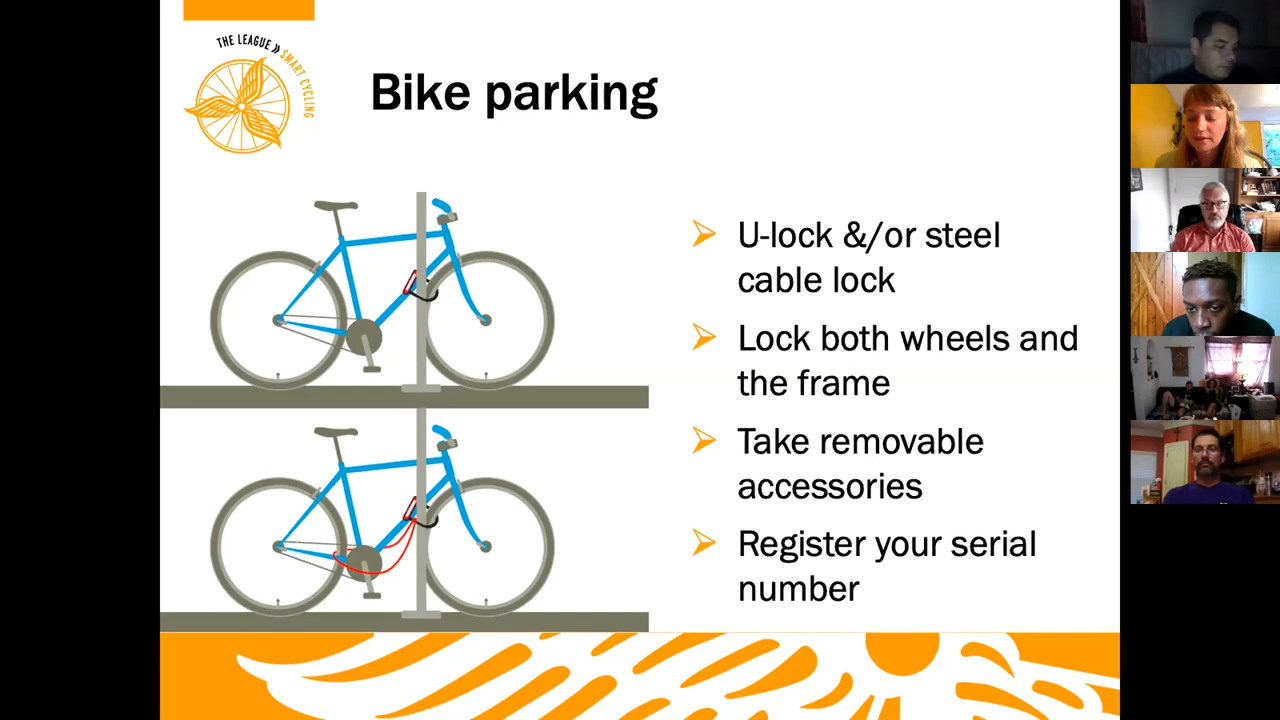 THE LEAGUE » SMART CYCLING
Bike parking
U-lock &/or steel
cable lock
Lock both wheels and
the frame
Take removable
accessories
Register your serial
number